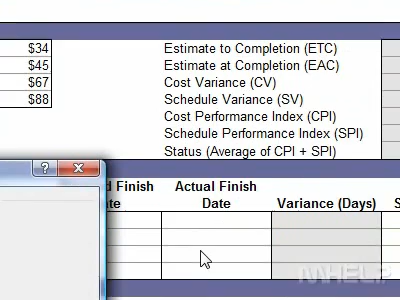 $34 Estimate to Completion (ETC)
$45 Estimate at Completion (EAC)
$67 Cost Variance (CV)
$88 Schedule Variance (SV)
Cost Performance Index (CPI)
Schedule Performance Index (SPI)
Status (Average of CPI + SPI)
?
Finish Actual Finish
Date Variance (Days) S
MHELP